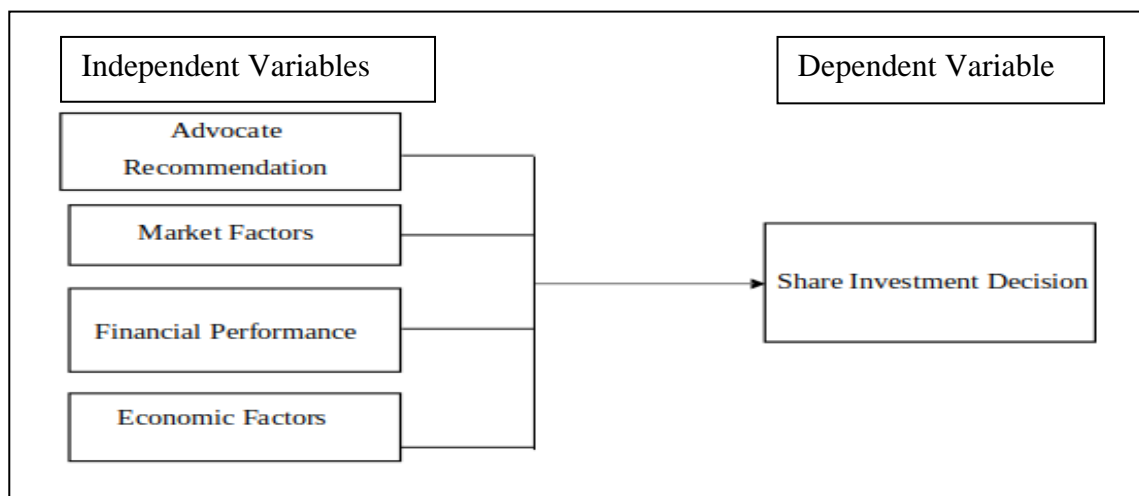 Independent Variables
Dependent Variable
Advocate
Recommendation
Market Factors
Share Investment Decision
Financial Performance
Economic Factors